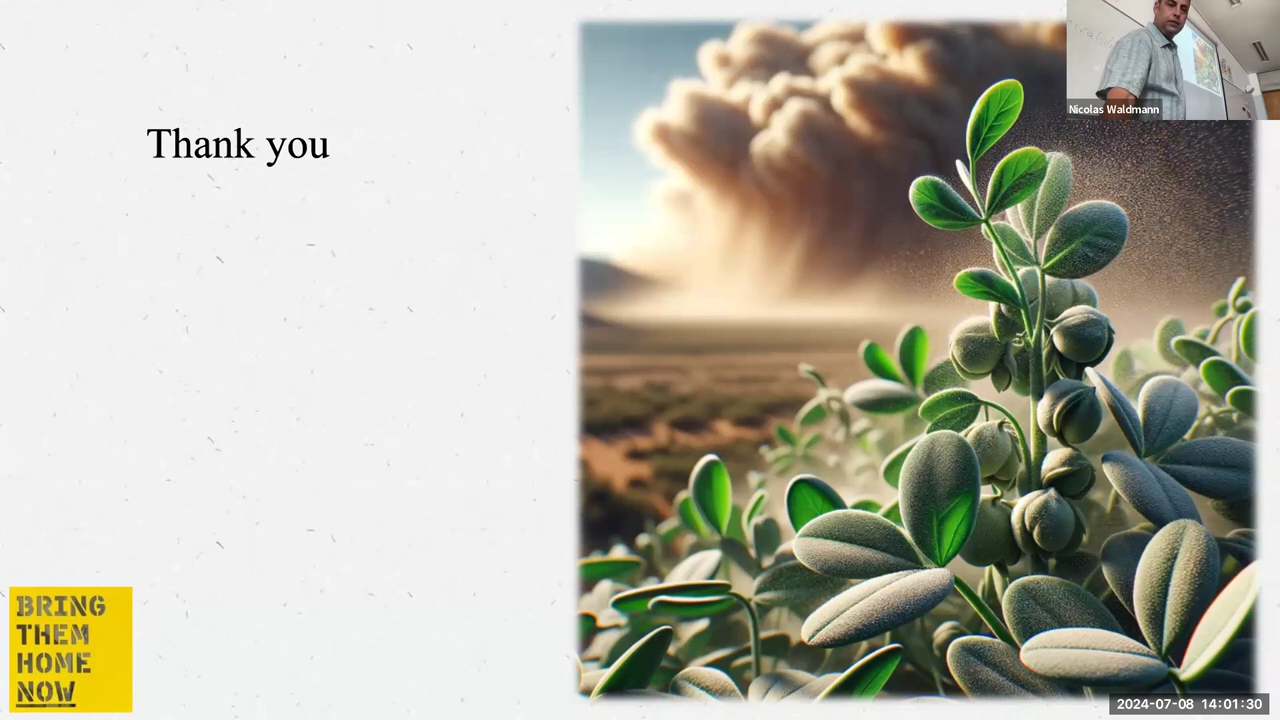 Thank you
Nicolas Waldmann
BRING
THEM
HOME
NOW
2024-07-08 14:01:30